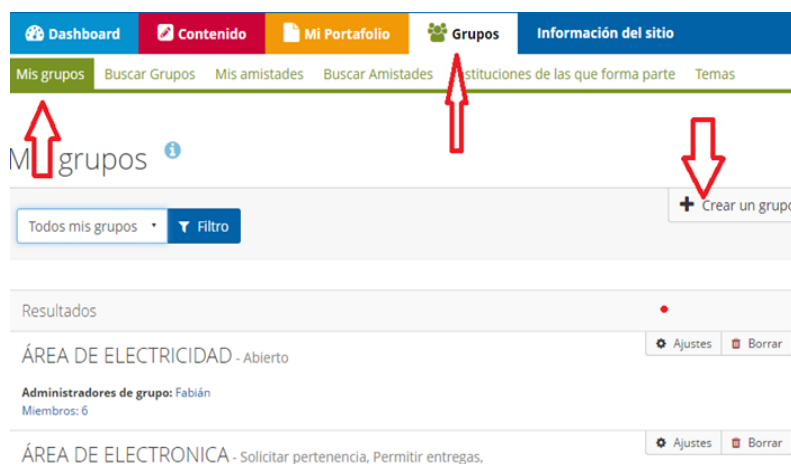 Dashboard Contenido Mi Portafolio Grupos Información del sitio
Mis grupos Buscar Grupos Mis amistades Buscar Amistades de las que forma parte Temas
grupos
Todos mis grupos Filtro
Crear un grupo
Resultados
ÁREA DE ELECTRICIDAD - Abierto
Ajustes Borrar
Administradores de grupo: Fabián
Miembros: 6
ÁREA DE ELECTRONICA - Solicitar pertenencia, Permitir entregas,
Ajustes Borrar